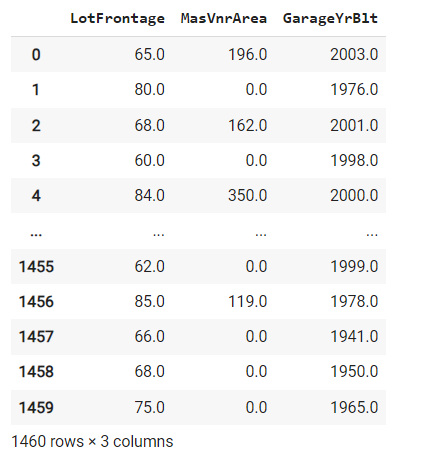 LotFrontage MasVnrArea GarageYrBlt
0 65.0 196.0 2003.0
1 80.0 0.0 1976.0
2 68.0 162.0 2001.0
3 60.0 0.0 1998.0
4 84.0 350.0 2000.0
... ... ... ...
1455 62.0 0.0 1999.0
1456 85.0 119.0 1978.0
1457 66.0 0.0 1941.0
1458 68.0 0.0 1950.0
1459 75.0 0.0 1965.0
1460 rows × 3 columns